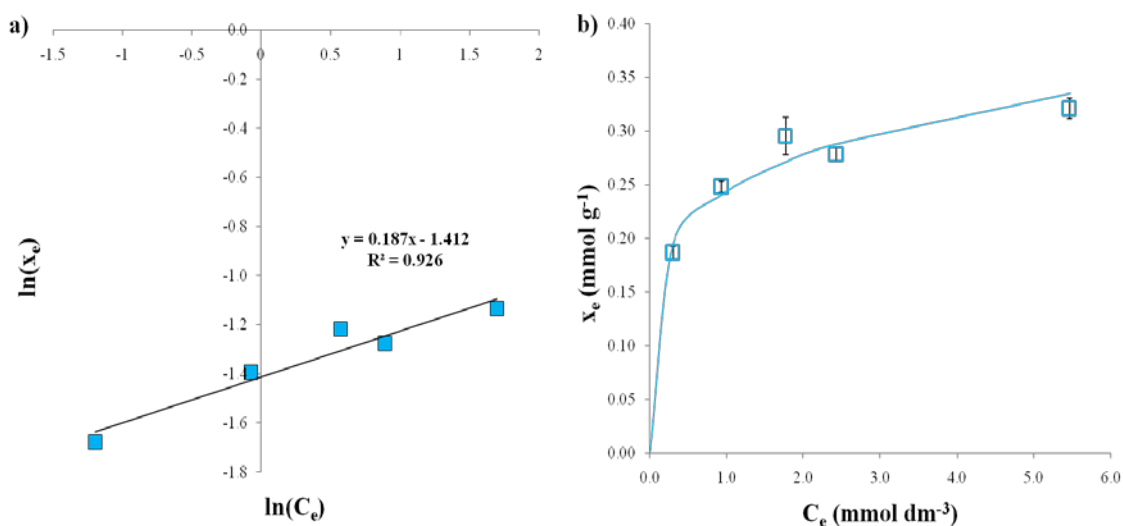 a)
0.0
-1.5 -1 -0.5 0 0.5 1 1.5 2
-0.2
-0.4
-0.6
-0.8
-1.0
-1.2
-1.4
-1.6
-1.8
y = 0.187x - 1.412
R² = 0.926
ln(xₑ)
ln(Cₑ)
b)
0.40
0.35
0.30
0.25
0.20
0.15
0.10
0.05
0.00
0.0 1.0 2.0 3.0 4.0 5.0 6.0
xₑ (mmol g⁻¹)
Cₑ (mmol dm⁻³)